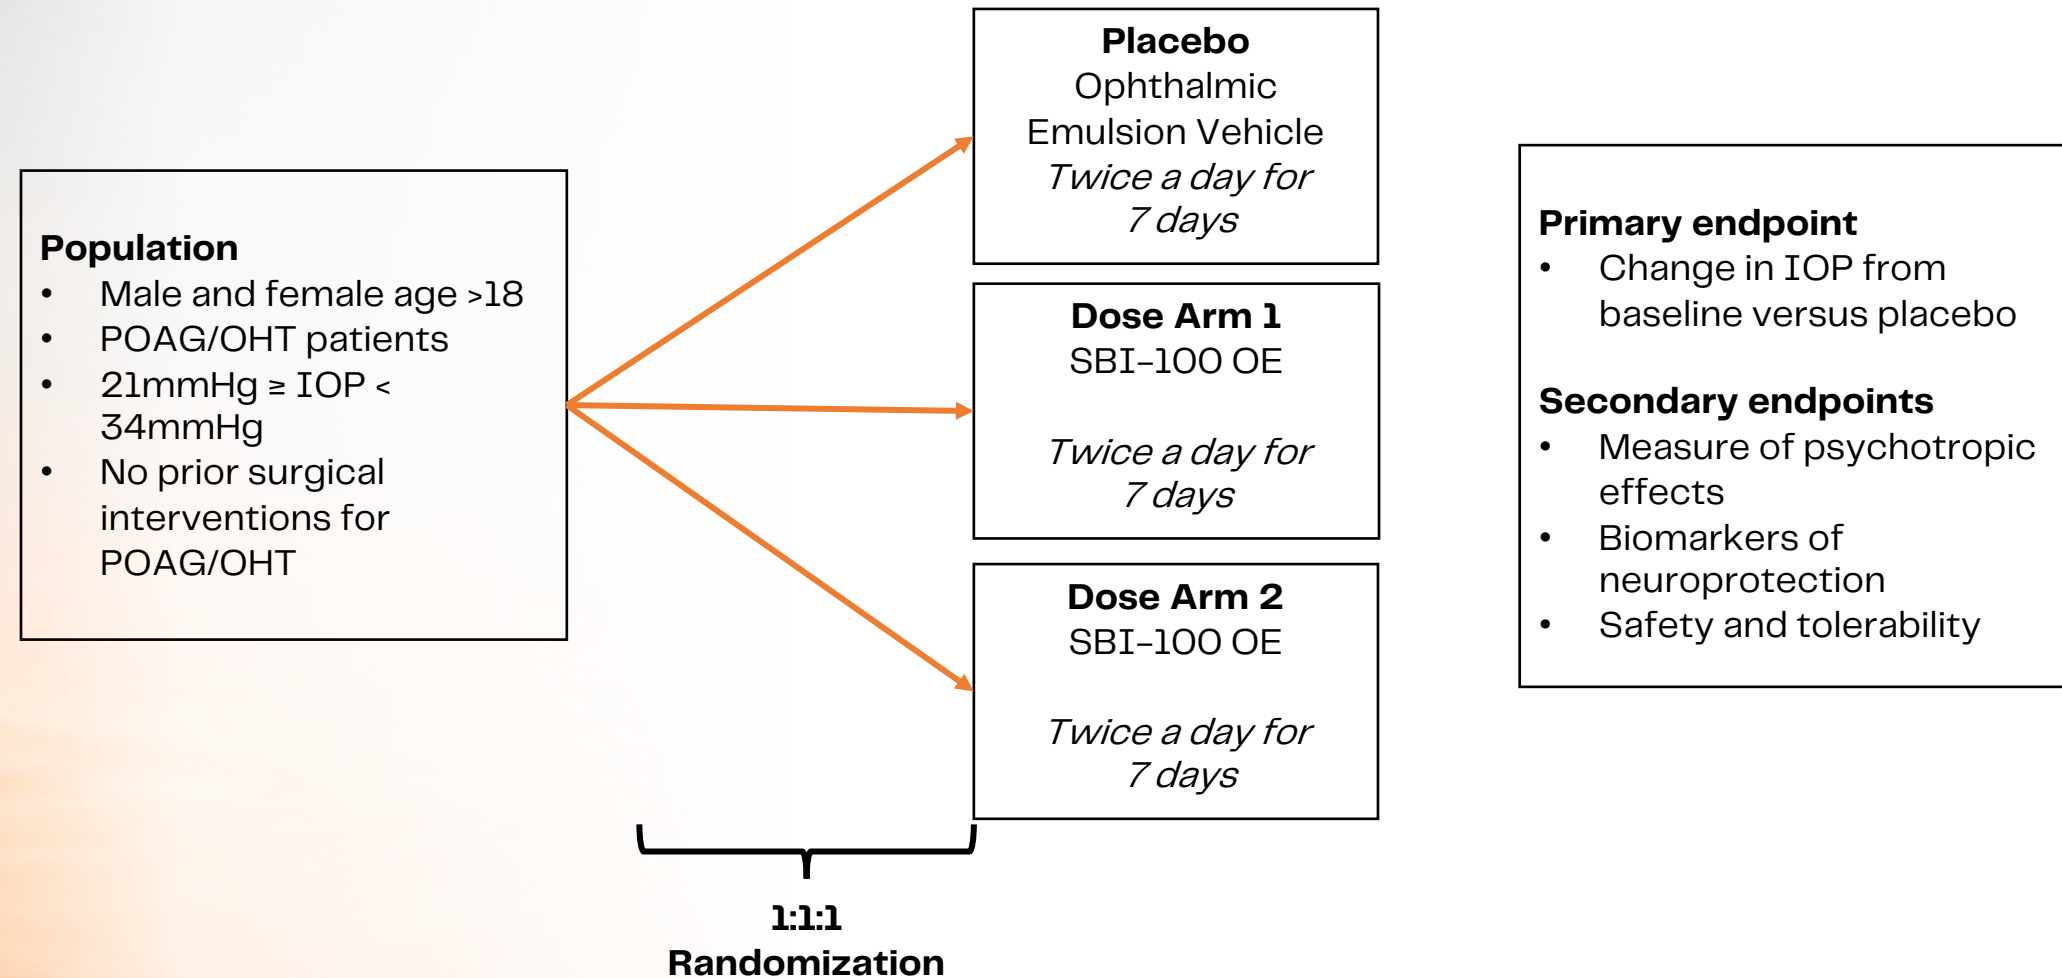 Population
• Male and female age >18
• POAG/OHT patients
• 21mmHg ≥ IOP <
34mmHg
• No prior surgical
interventions for
POAG/OHT
Placebo
Ophthalmic
Emulsion Vehicle
Twice a day for
7 days
Dose Arm 1
SBI-100 OE
Twice a day for
7 days
Dose Arm 2
SBI-100 OE
Twice a day for
7 days
1:1:1
Randomization
Primary endpoint
• Change in IOP from
baseline versus placebo
Secondary endpoints
• Measure of psychotropic
effects
• Biomarkers of
neuroprotection
• Safety and tolerability